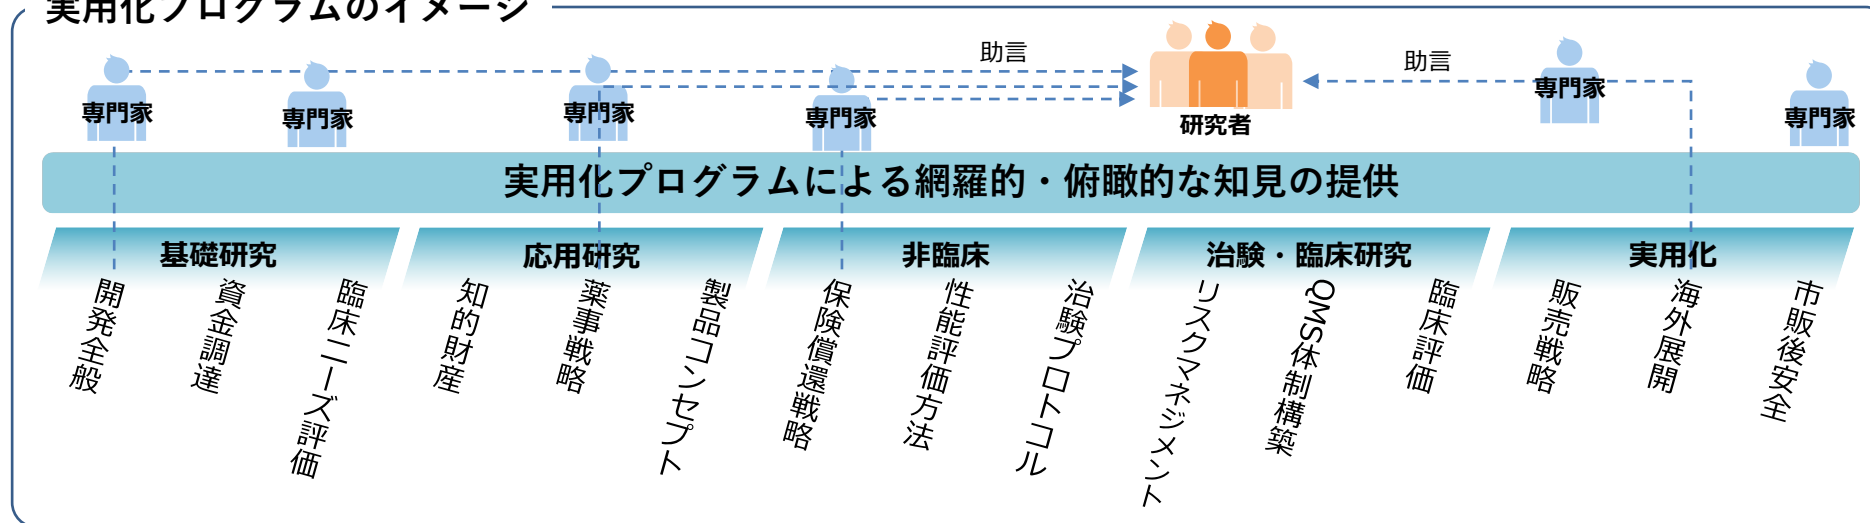 実用化プログラムのイメージ
助言
助言
専門家
専門家
専門家
専門家
研究者
専門家
専門家
実用化プログラムによる網羅的・俯瞰的な知見の提供
基礎研究
応用研究
非臨床
治験・臨床研究
実用化
開発全般
資金調達
臨床ニーズ評価
知的財産
薬事戦略
製品コンセプト
保険償還戦略
性能評価方法
治験プロトコル
リスクマネジメント
QMS体制構築
臨床評価
販売戦略
海外展開
市販後安全